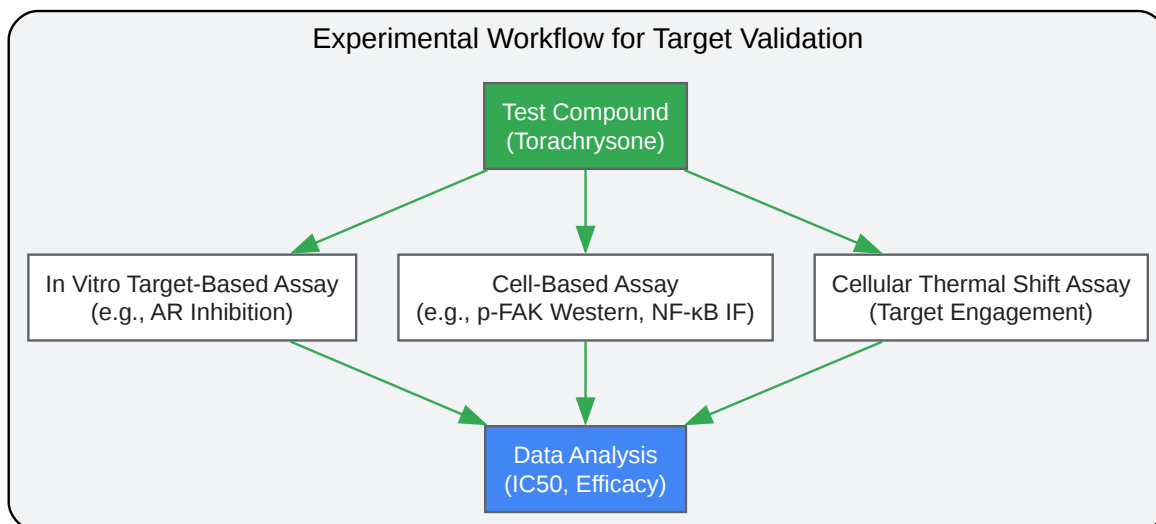 Experimental Workflow for Target Validation
Test Compound
(Torachrysone)
In Vitro Target-Based Assay
(e.g., AR Inhibition)
Cell-Based Assay
(e.g., p-FAK Western, NF-κB IF)
Cellular Thermal Shift Assay
(Target Engagement)
Data Analysis
(IC50, Efficacy)